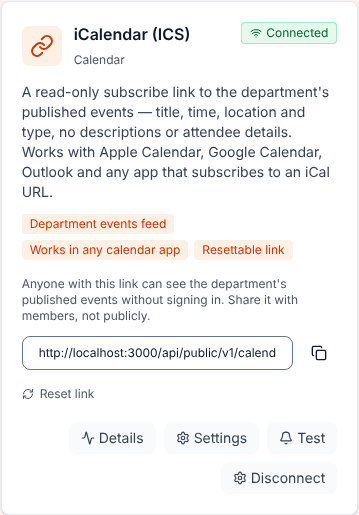 iCalendar (ICS)
Connected
Calendar
A read-only subscribe link to the department's
published events — title, time, location and
type, no descriptions or attendee details.
Works with Apple Calendar, Google Calendar,
Outlook and any app that subscribes to an iCal
URL.
Department events feed
Works in any calendar app
Resettable link
Anyone with this link can see the department's
published events without signing in. Share it with
members, not publicly.
http://localhost:3000/api/public/v1/calend
Reset link
Details
Settings
Test
Disconnect